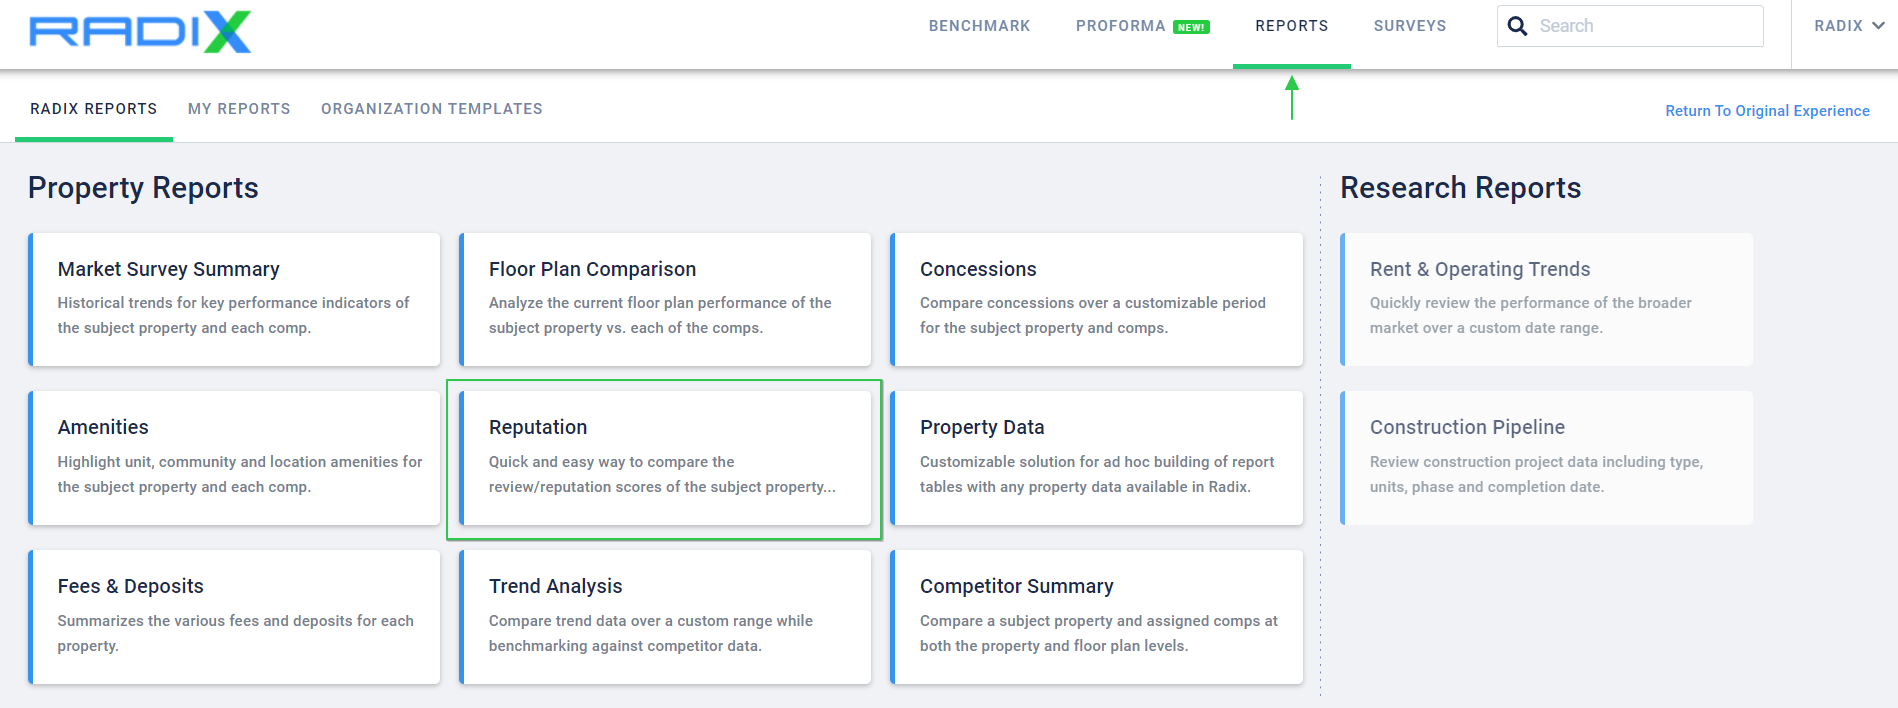 RADIX
BENCHMARK
PROFORMA NEW!
REPORTS
SURVEYS
Search
RADIX
RADIX REPORTS
MY REPORTS
ORGANIZATION TEMPLATES
Return To Original Experience
Property Reports
Market Survey Summary
Historical trends for key performance indicators of
the subject property and each comp.
Floor Plan Comparison
Analyze the current floor plan performance of the
subject property vs. each of the comps.
Concessions
Compare concessions over a customizable period
for the subject property and comps.
Amenities
Highlight unit, community and location amenities for
the subject property and each comp.
Reputation
Quick and easy way to compare the
review/reputation scores of the subject property...
Property Data
Customizable solution for ad hoc building of report
tables with any property data available in Radix.
Fees & Deposits
Summarizes the various fees and deposits for each
property.
Trend Analysis
Compare trend data over a custom range while
benchmarking against competitor data.
Competitor Summary
Compare a subject property and assigned comps at
both the property and floor plan levels.
Research Reports
Rent & Operating Trends
Quickly review the performance of the broader
market over a custom date range.
Construction Pipeline
Review construction project data including type,
units, phase and completion date.